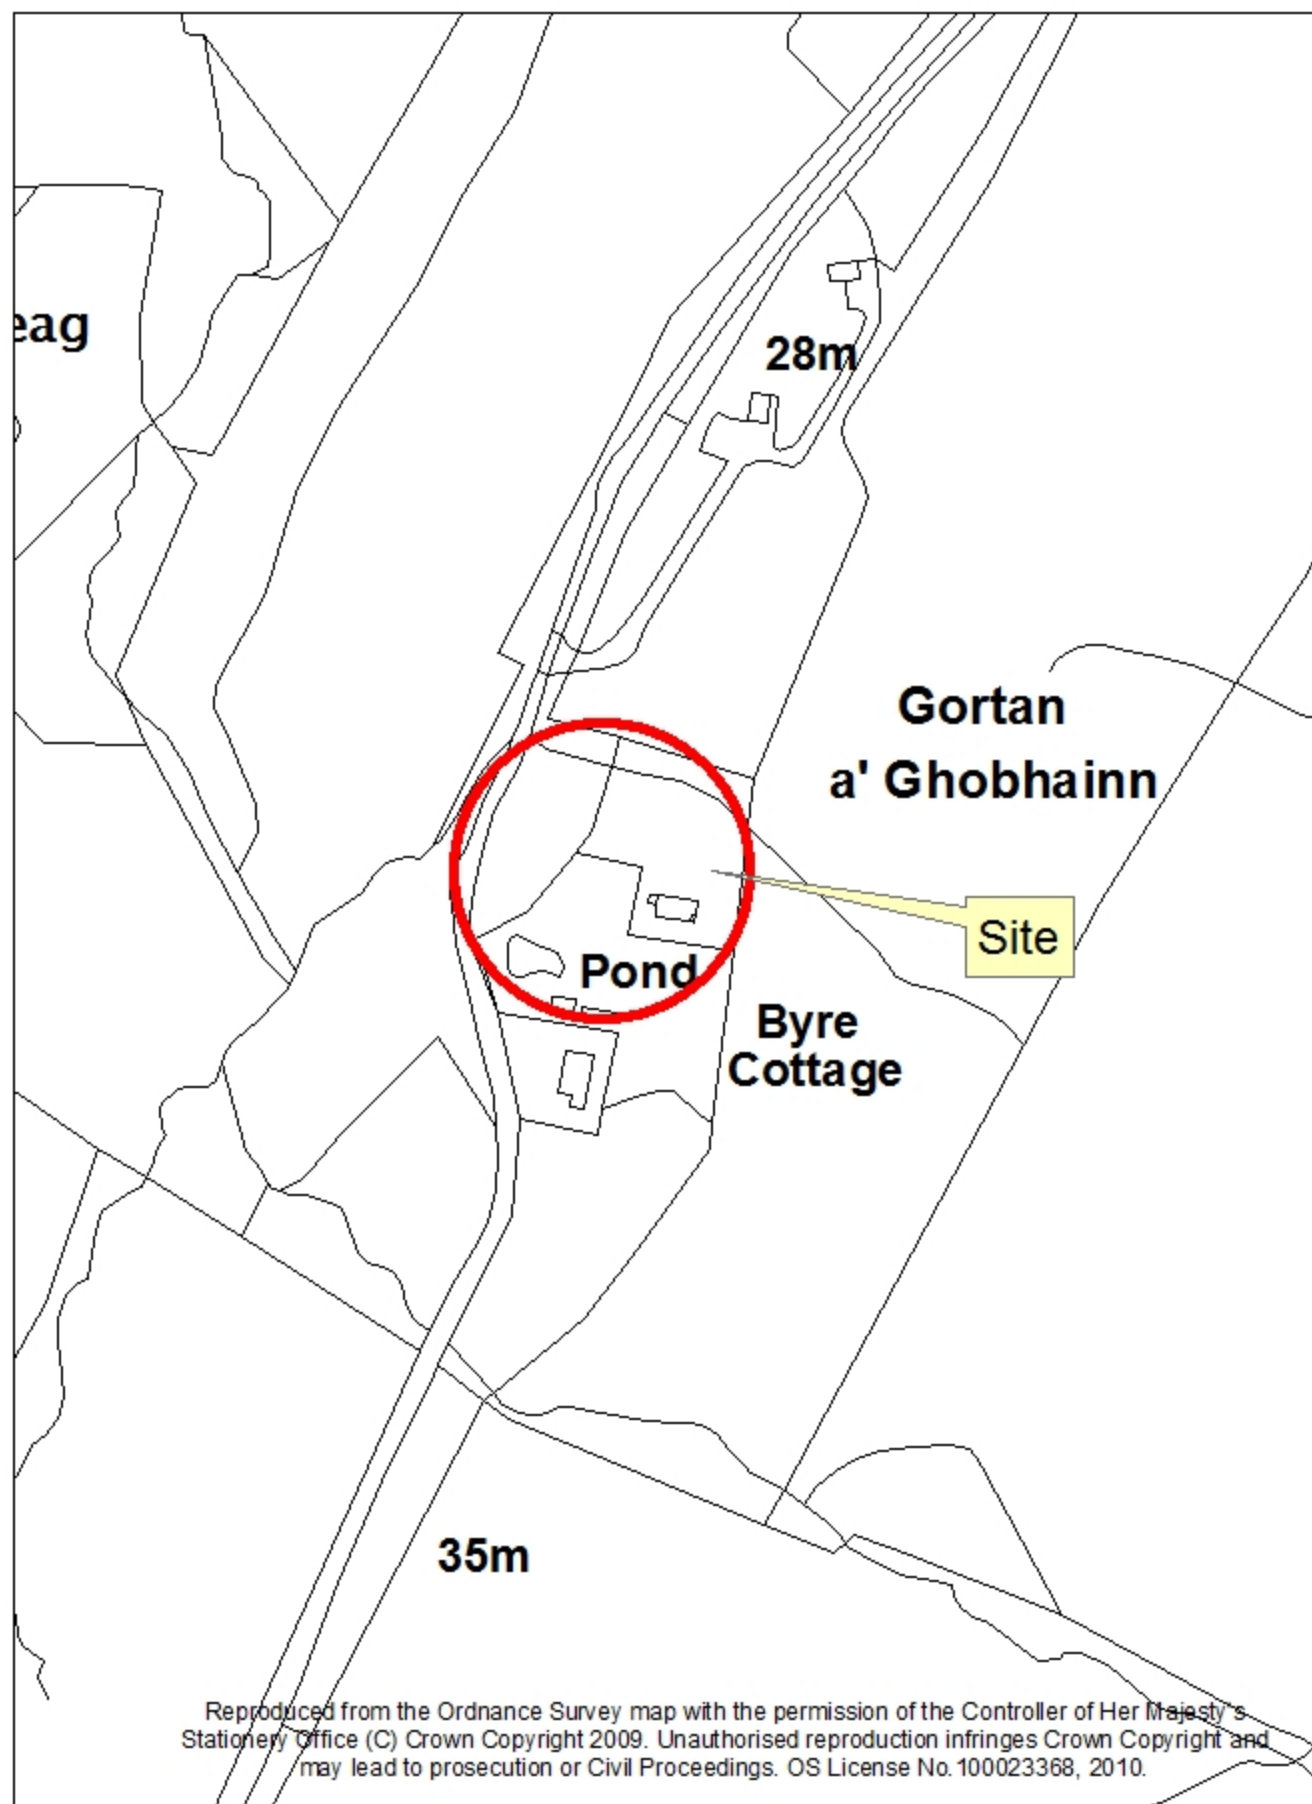 eag
28m
Gortan
a' Ghobhainn
Site
Pond
Byre
Cottage
35m
Reproduced from the Ordnance Survey map with the permission of the Controller of Her Majesty's
Stationery Office (C) Crown Copyright 2009. Unauthorised reproduction infringes Crown Copyright and
may lead to prosecution or Civil Proceedings. OS License No. 100023368, 2010.